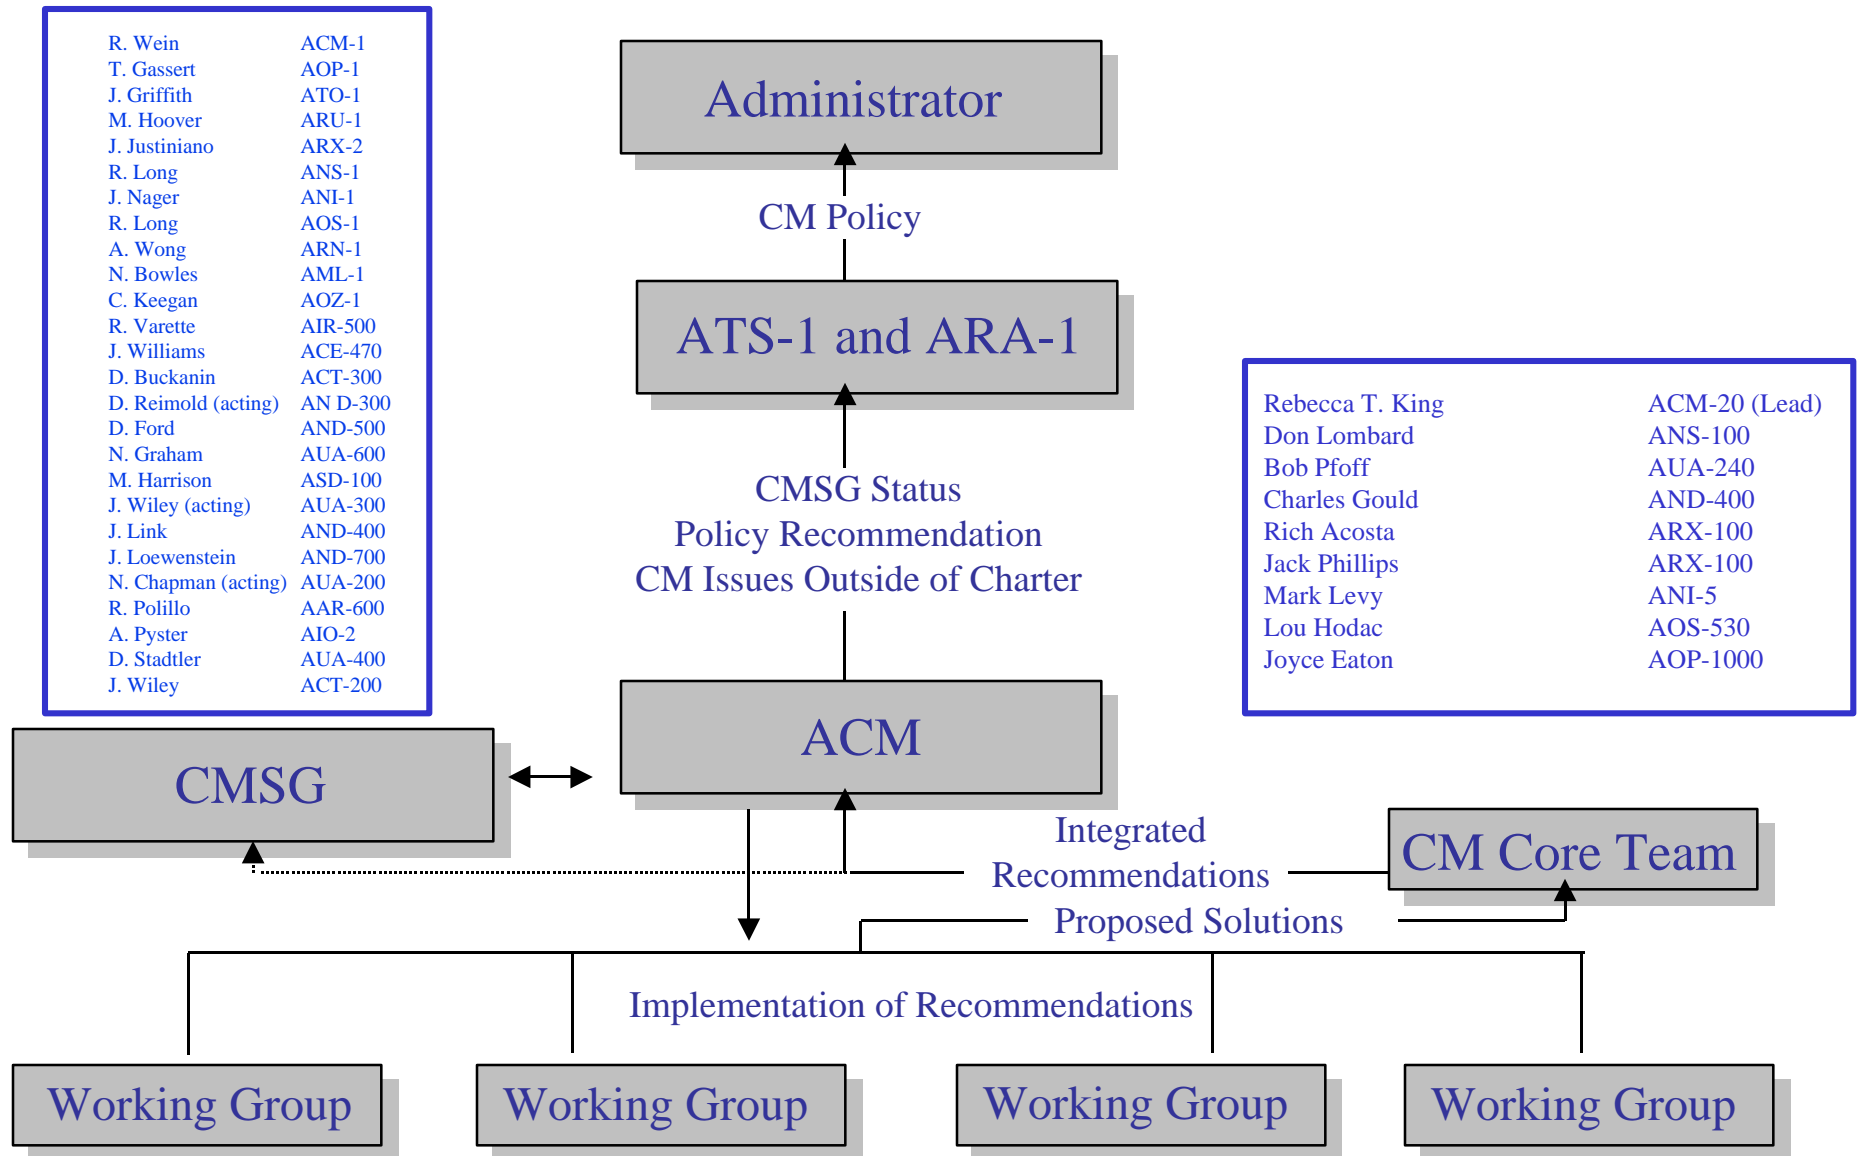 R. Wein ACM-1
T. Gassert AOP-1
J. Griffith ATO-1
M. Hoover ARU-1
J. Justiniano ARX-2
R. Long ANS-1
J. Nager ANI-1
R. Long AOS-1
A. Wong ARN-1
N. Bowles AML-1
C. Keegan AOZ-1
R. Varette AIR-500
J. Williams ACE-470
D. Buckanin ACT-300
D. Reimold (acting) AN D-300
D. Ford AND-500
N. Graham AUA-600
M. Harrison ASD-100
J. Wiley (acting) AUA-300
J. Link AND-400
J. Loewenstein AND-700
N. Chapman (acting) AUA-200
R. Polillo AAR-600
A. Pyster AIO-2
D. Stadtler AUA-400
J. Wiley ACT-200
Administrator
CM Policy
ATS-1 and ARA-1
CMSG Status
Policy Recommendation
CM Issues Outside of Charter
Rebecca T. King ACM-20 (Lead)
Don Lombard ANS-100
Bob Pfoff AUA-240
Charles Gould AND-400
Rich Acosta ARX-100
Jack Phillips ARX-100
Mark Levy ANI-5
Lou Hodac AOS-530
Joyce Eaton AOP-1000
ACM
CMSG
Integrated
Recommendations
CM Core Team
Proposed Solutions
Implementation of Recommendations
Working Group
Working Group
Working Group
Working Group